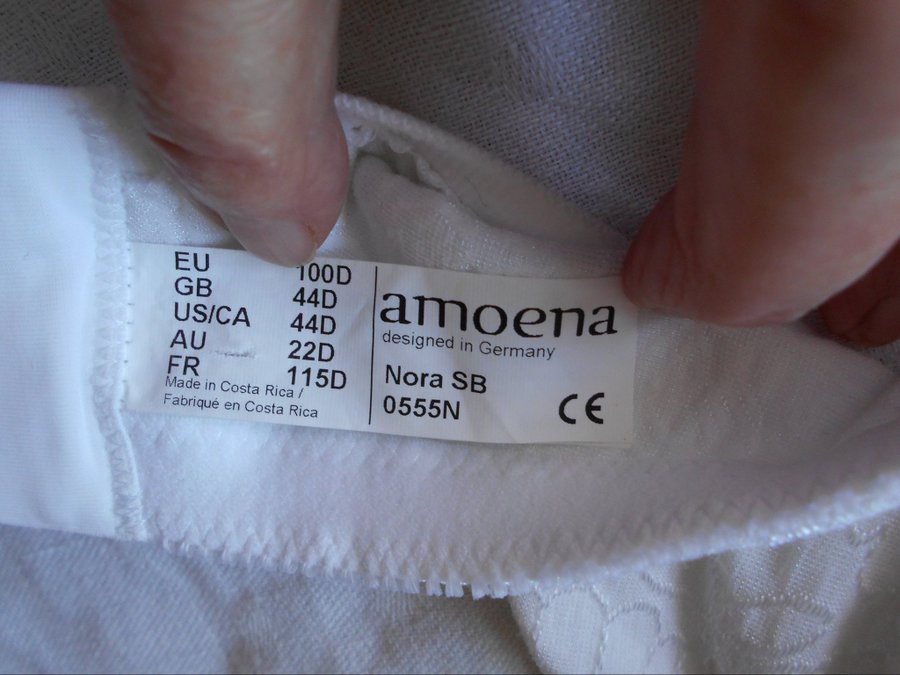 EU 100D
GB 44D
US/CA 44D
AU 22D
FR 115D
Made in Costa Rica /
Fabriqué en Costa Rica
amoena
designed in Germany
Nora SB
0555N
CE